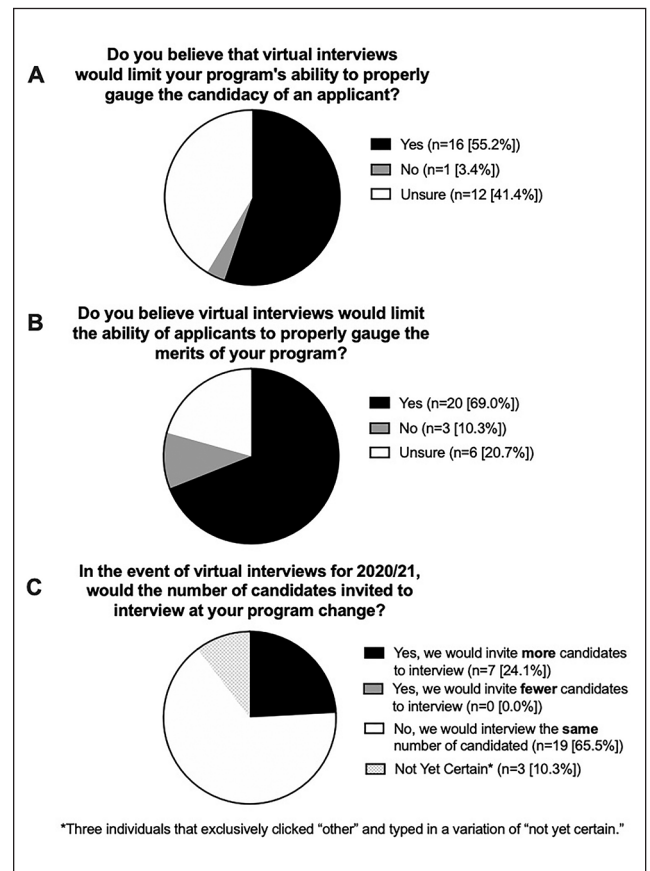 A
Do you believe that virtual interviews
would limit your program's ability to properly
gauge the candidacy of an applicant?
Yes (n=16 [55.2%])
No (n=1 [3.4%])
Unsure (n=12 [41.4%])
B
Do you believe virtual interviews would limit
the ability of applicants to properly gauge the
merits of your program?
Yes (n=20 [69.0%])
No (n=3 [10.3%])
Unsure (n=6 [20.7%])
C
In the event of virtual interviews for 2020/21,
would the number of candidates invited to
interview at your program change?
Yes, we would invite more candidates
to interview (n=7 [24.1%]
Yes, we would invite fewer candidates
to interview (n=0 [0.0%])
No, we would interview the same
number of candidated (n=19 [65.5%])
Not Yet Certain* (n=3 [10.3%])
*Three individuals that exclusively clicked “other” and typed in a variation of “not yet certain.”